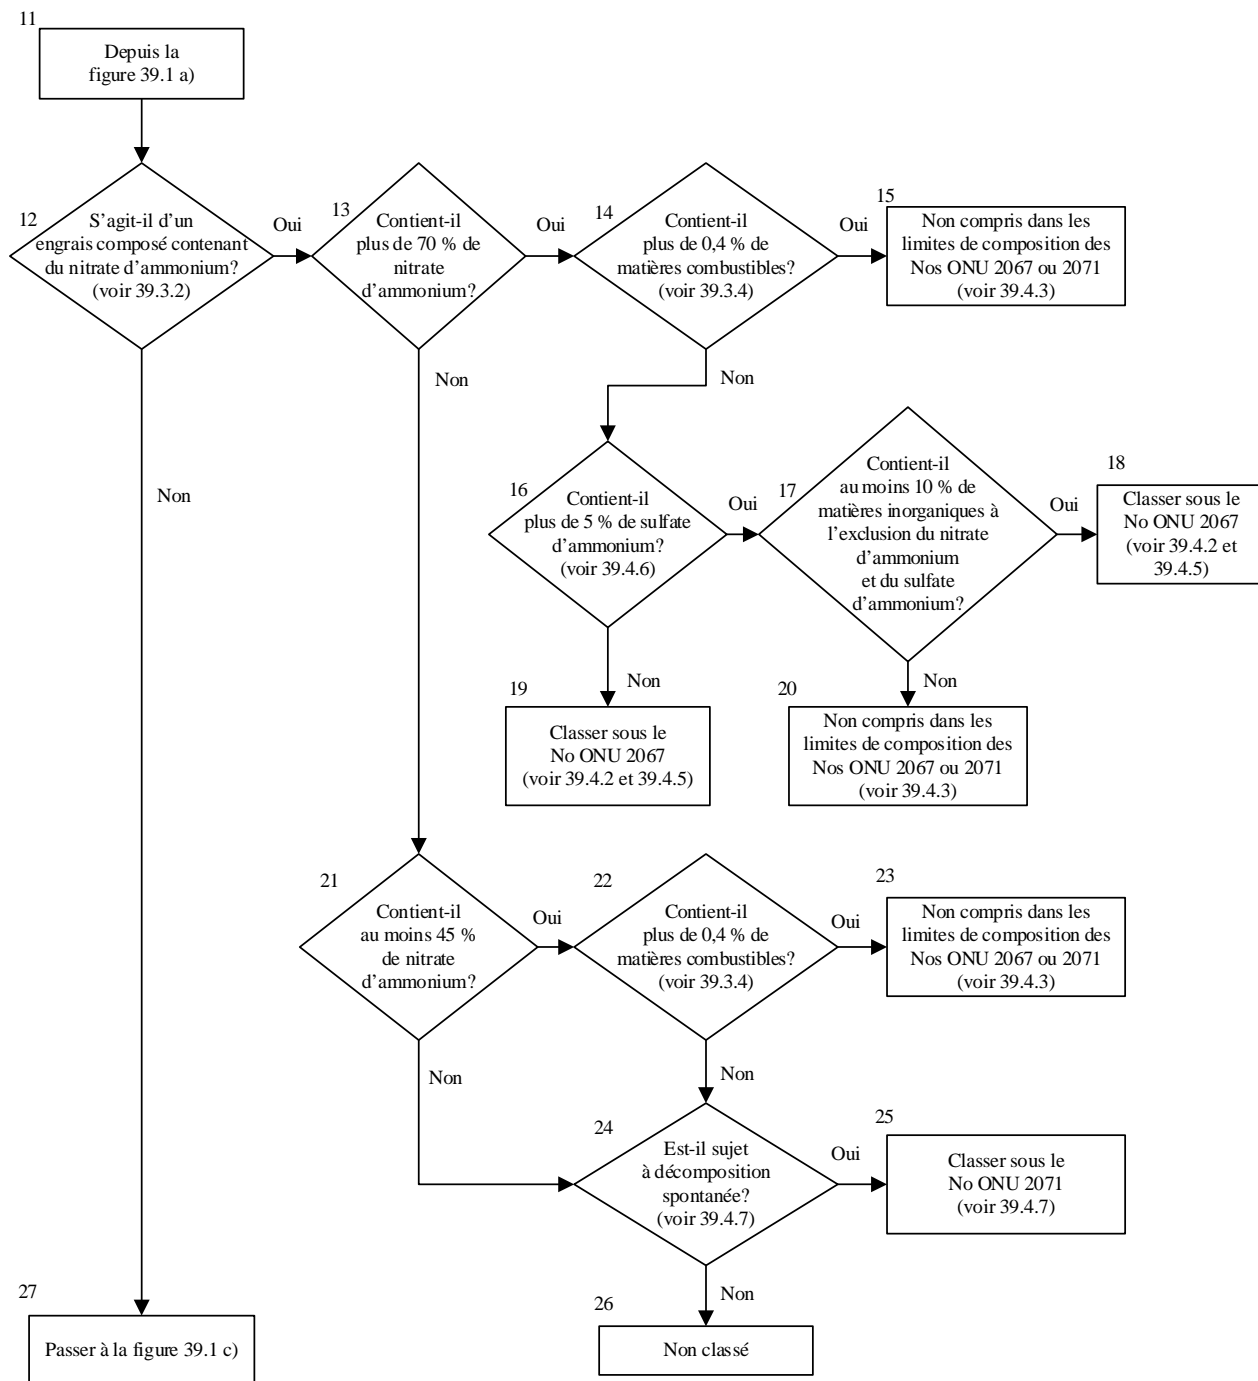 11
Depuis la
figure 39.1 a)
12
S’agit-il d’un
engrais composé contenant
du nitrate d’ammonium?
(voir 39.3.2)
Oui
13
Contient-il
plus de 70 % de
nitrate
d’ammonium?
Oui
14
Contient-il
plus de 0,4 % de
matières combustibles?
(voir 39.3.4)
Oui
15
Non compris dans les
limites de composition des
Nos ONU 2067 ou 2071
(voir 39.4.3)
Non
Non
Non
16
Contient-il
plus de 5 % de sulfate
d’ammonium?
(voir 39.4.6)
Oui
17
Contient-il
au moins 10 % de
matières inorganiques à
l’exclusion du nitrate
d’ammonium
et du sulfate
d’ammonium?
Oui
18
Classer sous le
No ONU 2067
(voir 39.4.2 et
39.4.5)
Non
19
Classer sous le
No ONU 2067
(voir 39.4.2 et 39.4.5)
Non
20
Non compris dans les
limites de composition des
Nos ONU 2067 ou 2071
(voir 39.4.3)
21
Contient-il
au moins 45 %
de nitrate
d’ammonium?
Oui
22
Contient-il
plus de 0,4 % de
matières combustibles?
(voir 39.3.4)
Oui
23
Non compris dans les
limites de composition des
Nos ONU 2067 ou 2071
(voir 39.4.3)
Non
Non
24
Est-il sujet
à décomposition
spontanée?
(voir 39.4.7)
Oui
25
Classer sous le
No ONU 2071
(voir 39.4.7)
Non
26
Non classé
27
Passer à la figure 39.1 c)